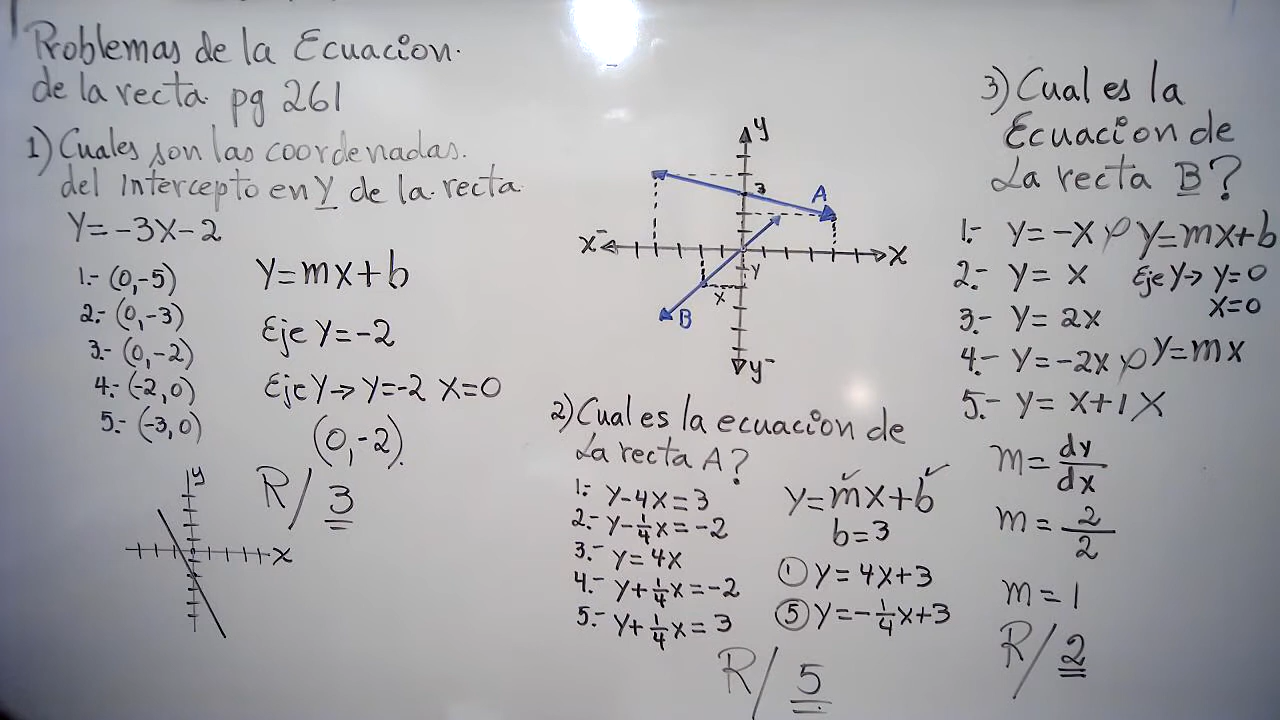 Problemas de la Ecuacion.
de la recta. pg 261
1) Cuales son las coordenadas.
del intercepto en Y de la recta
Y=-3X-2
1.- (0,-5)
2.- (0,-3)
3.- (0,-2)
4.- (-2,0)
5.- (-3,0)
Y=mx+b
Eje Y=-2
Eje Y→ Y=-2 X=0
(0,-2).
R/ 3
y
x
y
3
A
x-
x
y
x
B
y-
2) Cual es la ecuacion de
la recta A?
1.- y-4x=3
2.- y-1/4x=-2
3.- y=4x
4.- y+1/4x=-2
5.- y+1/4x=3
y=mx+b
b=3
① y=4x+3
⑤ y=-1/4x+3
R/ 5
3) Cual es la
Ecuacion de
La recta B?
1.- y=-x
2.- y= x
3.- y= 2x
4.- y=-2x
5.- y= x+1 X
y=mx+b
Eje Y→ y=0
x=0
y=mx
m= dy/dx
m= 2/2
m= 1
R/ 2